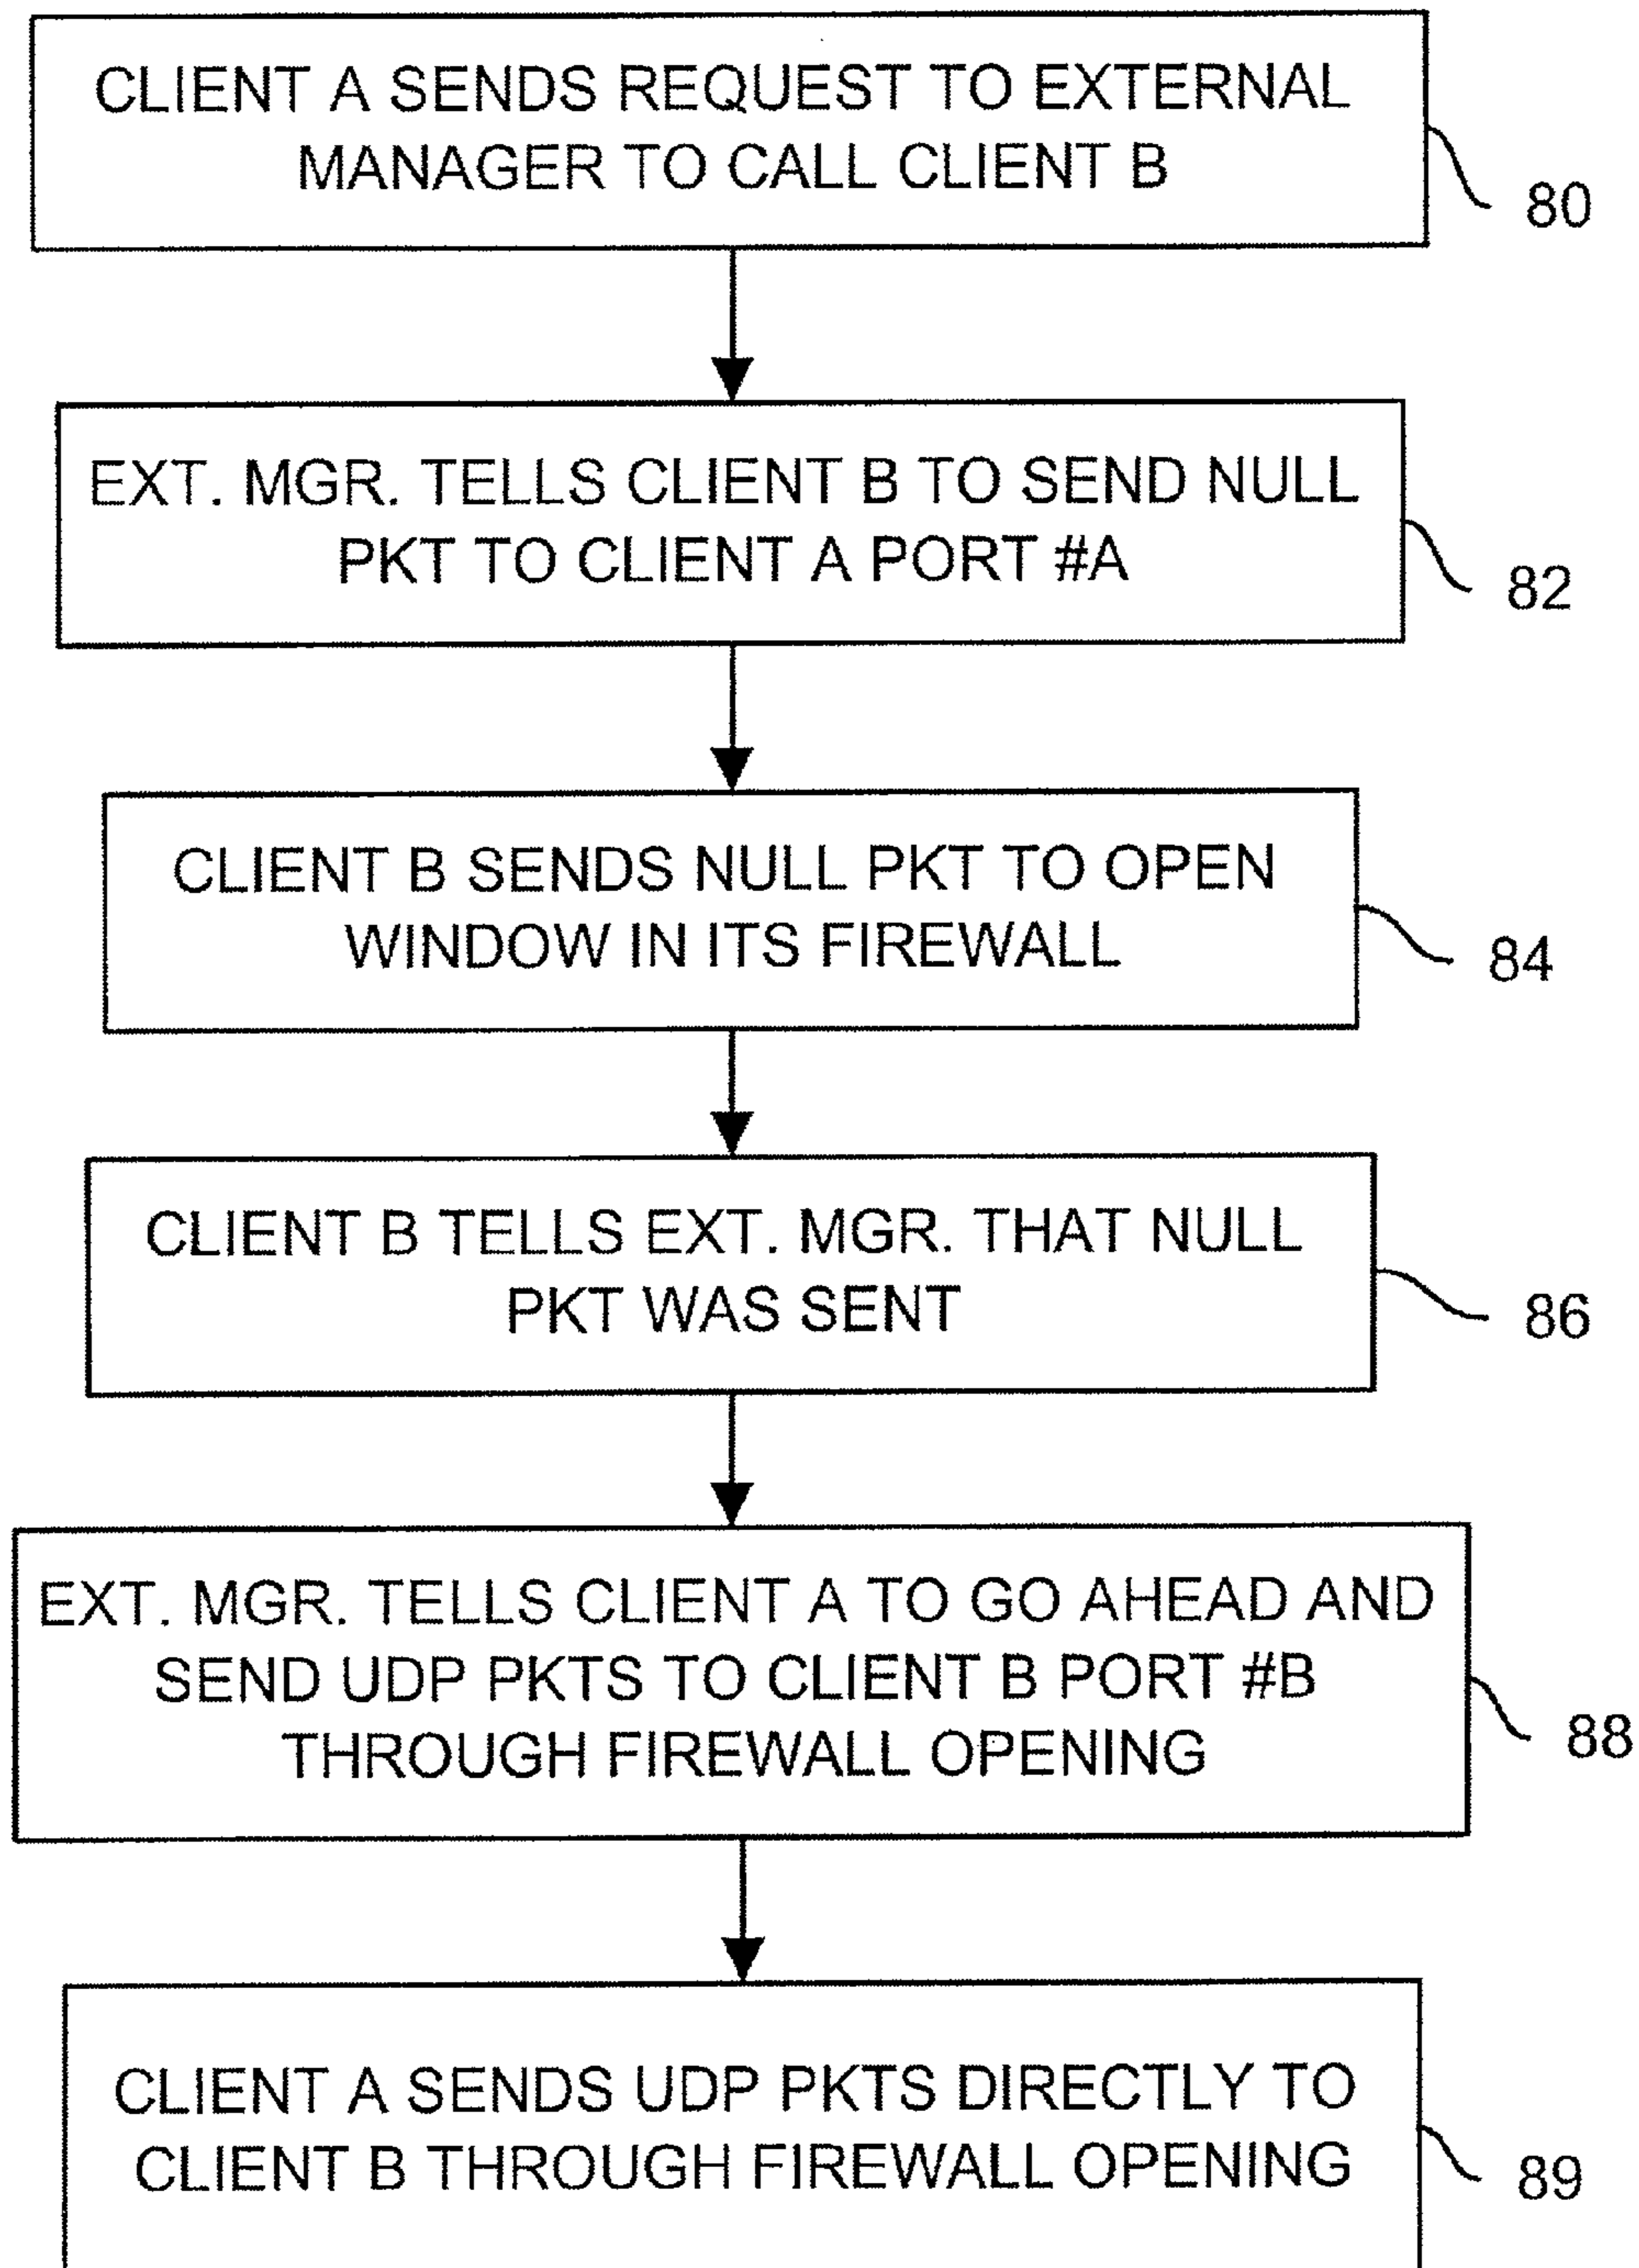 CLIENT A SENDS REQUEST TO EXTERNAL
MANAGER TO CALL CLIENT B
80
EXT. MGR. TELLS CLIENT B TO SEND NULL
PKT TO CLIENT A PORT #A
82
CLIENT B SENDS NULL PKT TO OPEN
WINDOW IN ITS FIREWALL
84
CLIENT B TELLS EXT. MGR. THAT NULL
PKT WAS SENT
86
EXT. MGR. TELLS CLIENT A TO GO AHEAD AND
SEND UDP PKTS TO CLIENT B PORT #B
THROUGH FIREWALL OPENING
88
CLIENT A SENDS UDP PKTS DIRECTLY TO
CLIENT B THROUGH FIREWALL OPENING
89